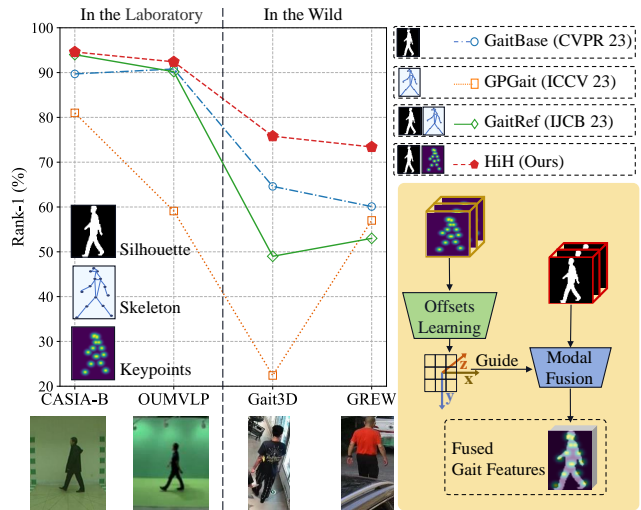 In the Laboratory
In the Wild
100
90
80
70
60
50
40
30
20
Rank-1 (%)
Silhouette
Skeleton
Keypoints
CASIA-B
OUMVLP
Gait3D
GREW
GaitBase (CVPR 23)
GPGait (ICCV 23)
GaitRef (IJCB 23)
HiH (Ours)
Offsets
Learning
z
x
y
Guide
Modal
Fusion
Fused
Gait Features